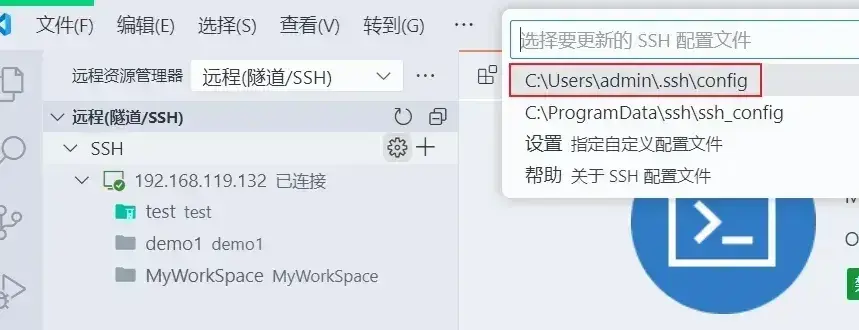 文件(F) 编辑(E) 选择(S) 查看(V) 转到(G) ···
选择要更新的 SSH 配置文件
C:\Users\admin\.ssh\config
C:\ProgramData\ssh\ssh_config
设置 指定自定义配置文件
帮助 关于 SSH 配置文件
远程资源管理器 远程(隧道/SSH) ···
远程(隧道/SSH)
SSH
192.168.119.132 已连接
test test
demo1 demo1
MyWorkSpace MyWorkSpace